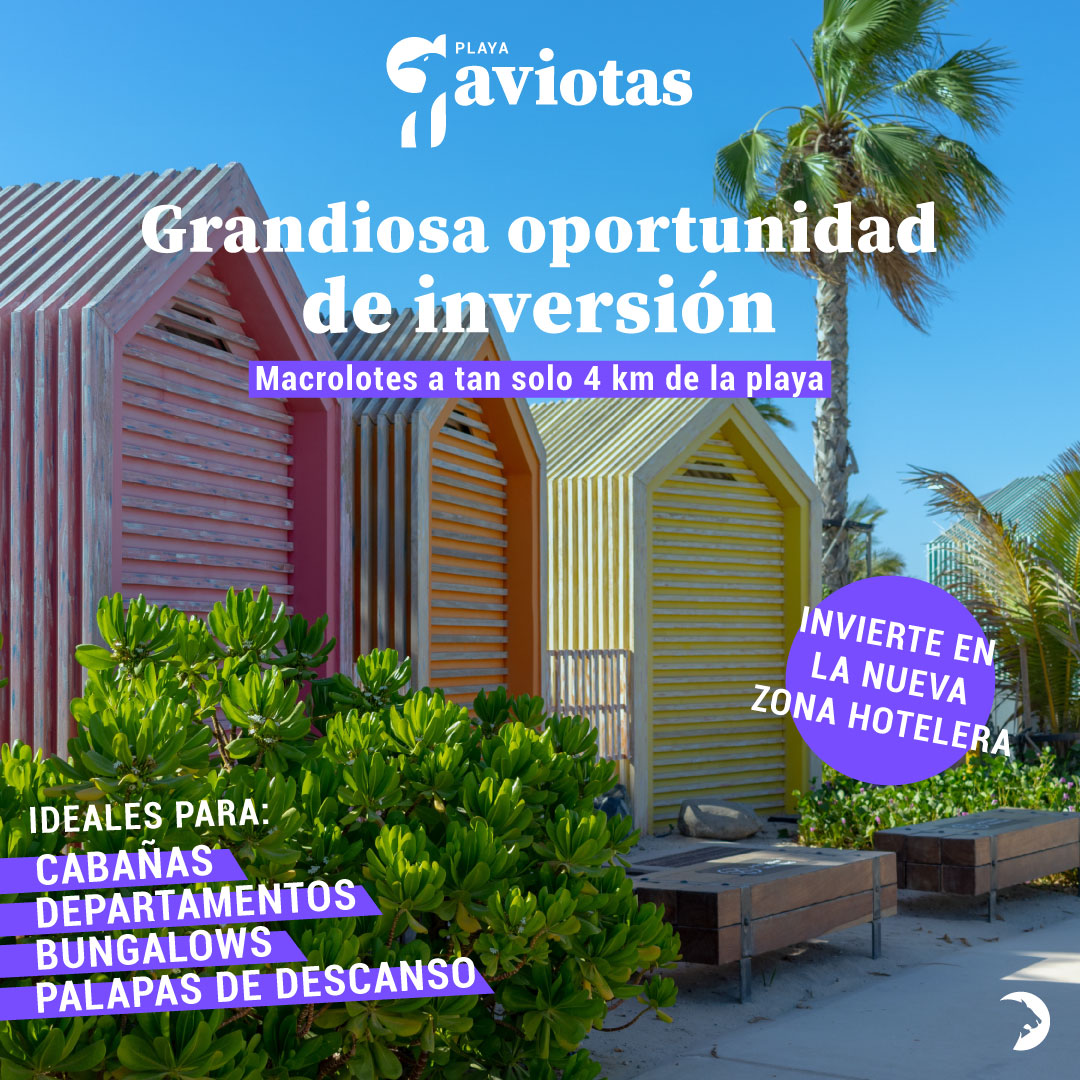 PLAYA
Gaviotas
Grandiosa oportunidad
de inversión
Macrolotes a tan solo 4 km de la playa
INVIERTE EN
LA NUEVA
ZONA HOTELERA
IDEALES PARA:
CABAÑAS
DEPARTAMENTOS
BUNGALOWS
PALAPAS DE DESCANSO